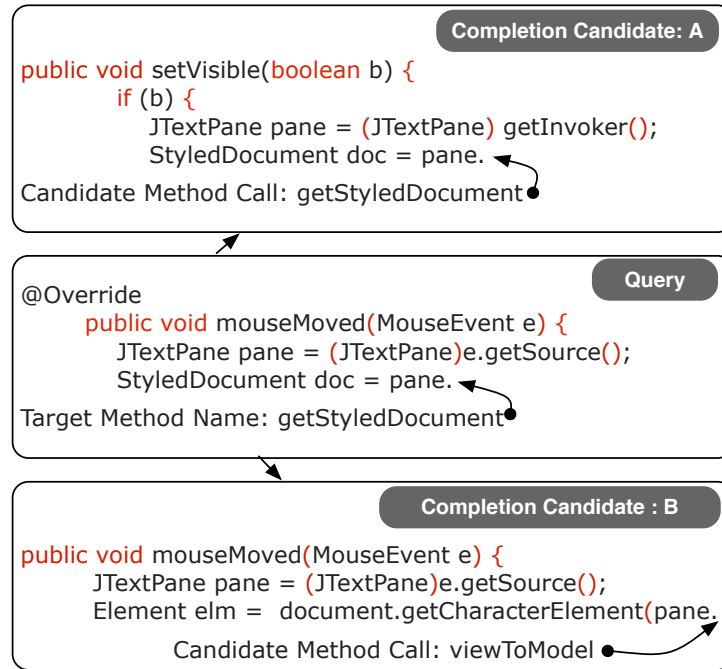 Completion Candidate: A
public void setVisible(boolean b) {
if (b) {
JTextPane pane = (JTextPane) getInvoker();
StyledDocument doc = pane.
Candidate Method Call: getStyledDocument
Query
@Override
public void mouseMoved(MouseEvent e) {
JTextPane pane = (JTextPane)e.getSource();
StyledDocument doc = pane.
Target Method Name: getStyledDocument
Completion Candidate : B
public void mouseMoved(MouseEvent e) {
JTextPane pane = (JTextPane)e.getSource();
Element elm = document.getCharacterElement(pane.
Candidate Method Call: viewToModel